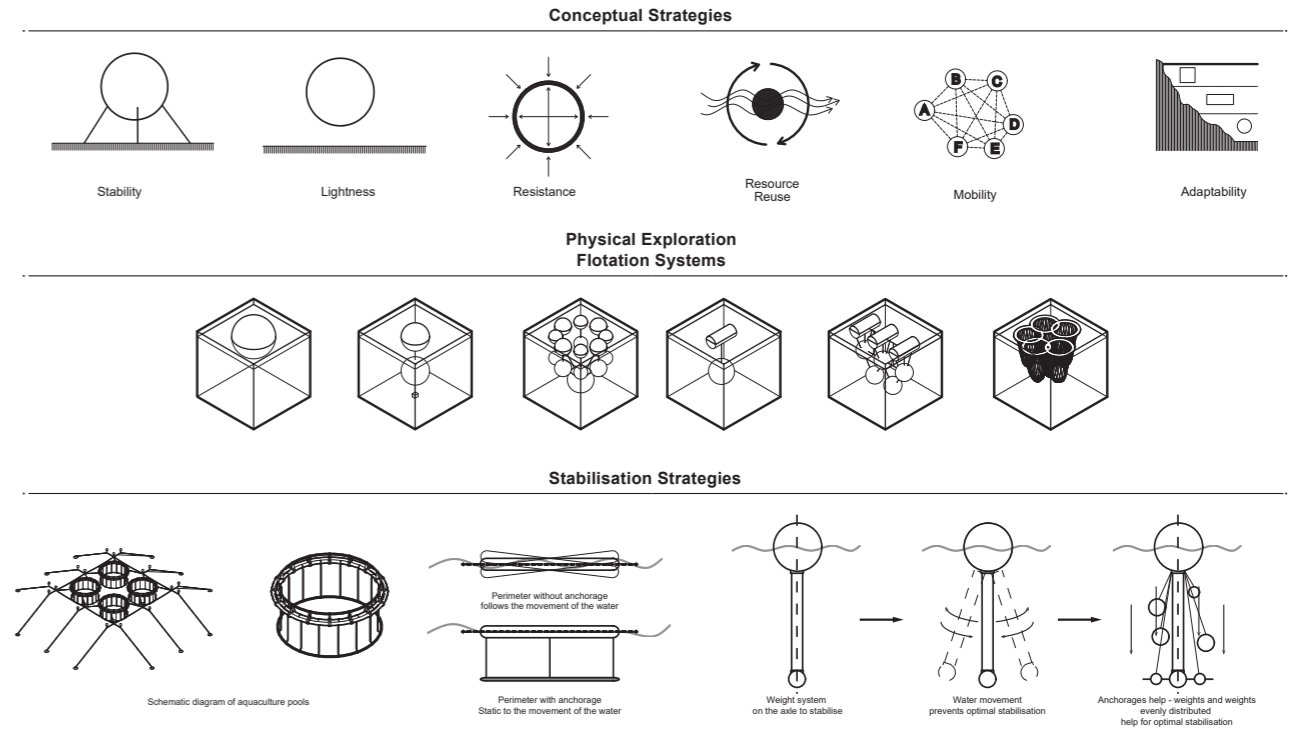 Conceptual Strategies
Stability
Lightness
Resistance
Resource
Reuse
A
B
C
D
E
F
Mobility
Adaptability
Physical Exploration
Flotation Systems
Stabilisation Strategies
Schematic diagram of aquaculture pools
Perimeter without anchorage
follows the movement of the water
Perimeter with anchorage
Static to the movement of the water
Weight system
on the axle to stabilise
Water movement
prevents optimal stabilisation
Anchorages help - weights and weights
evenly distributed
help for optimal stabilisation